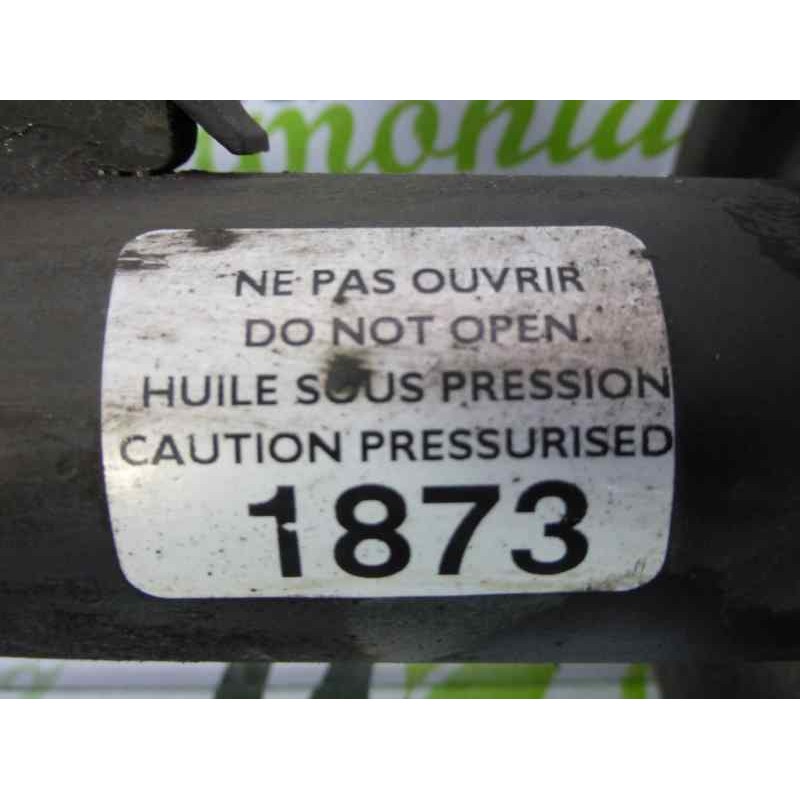 NE PAS OUVRIR
DO NOT OPEN
HUILE SOUS PRESSION
CAUTION PRESSURISED
1873